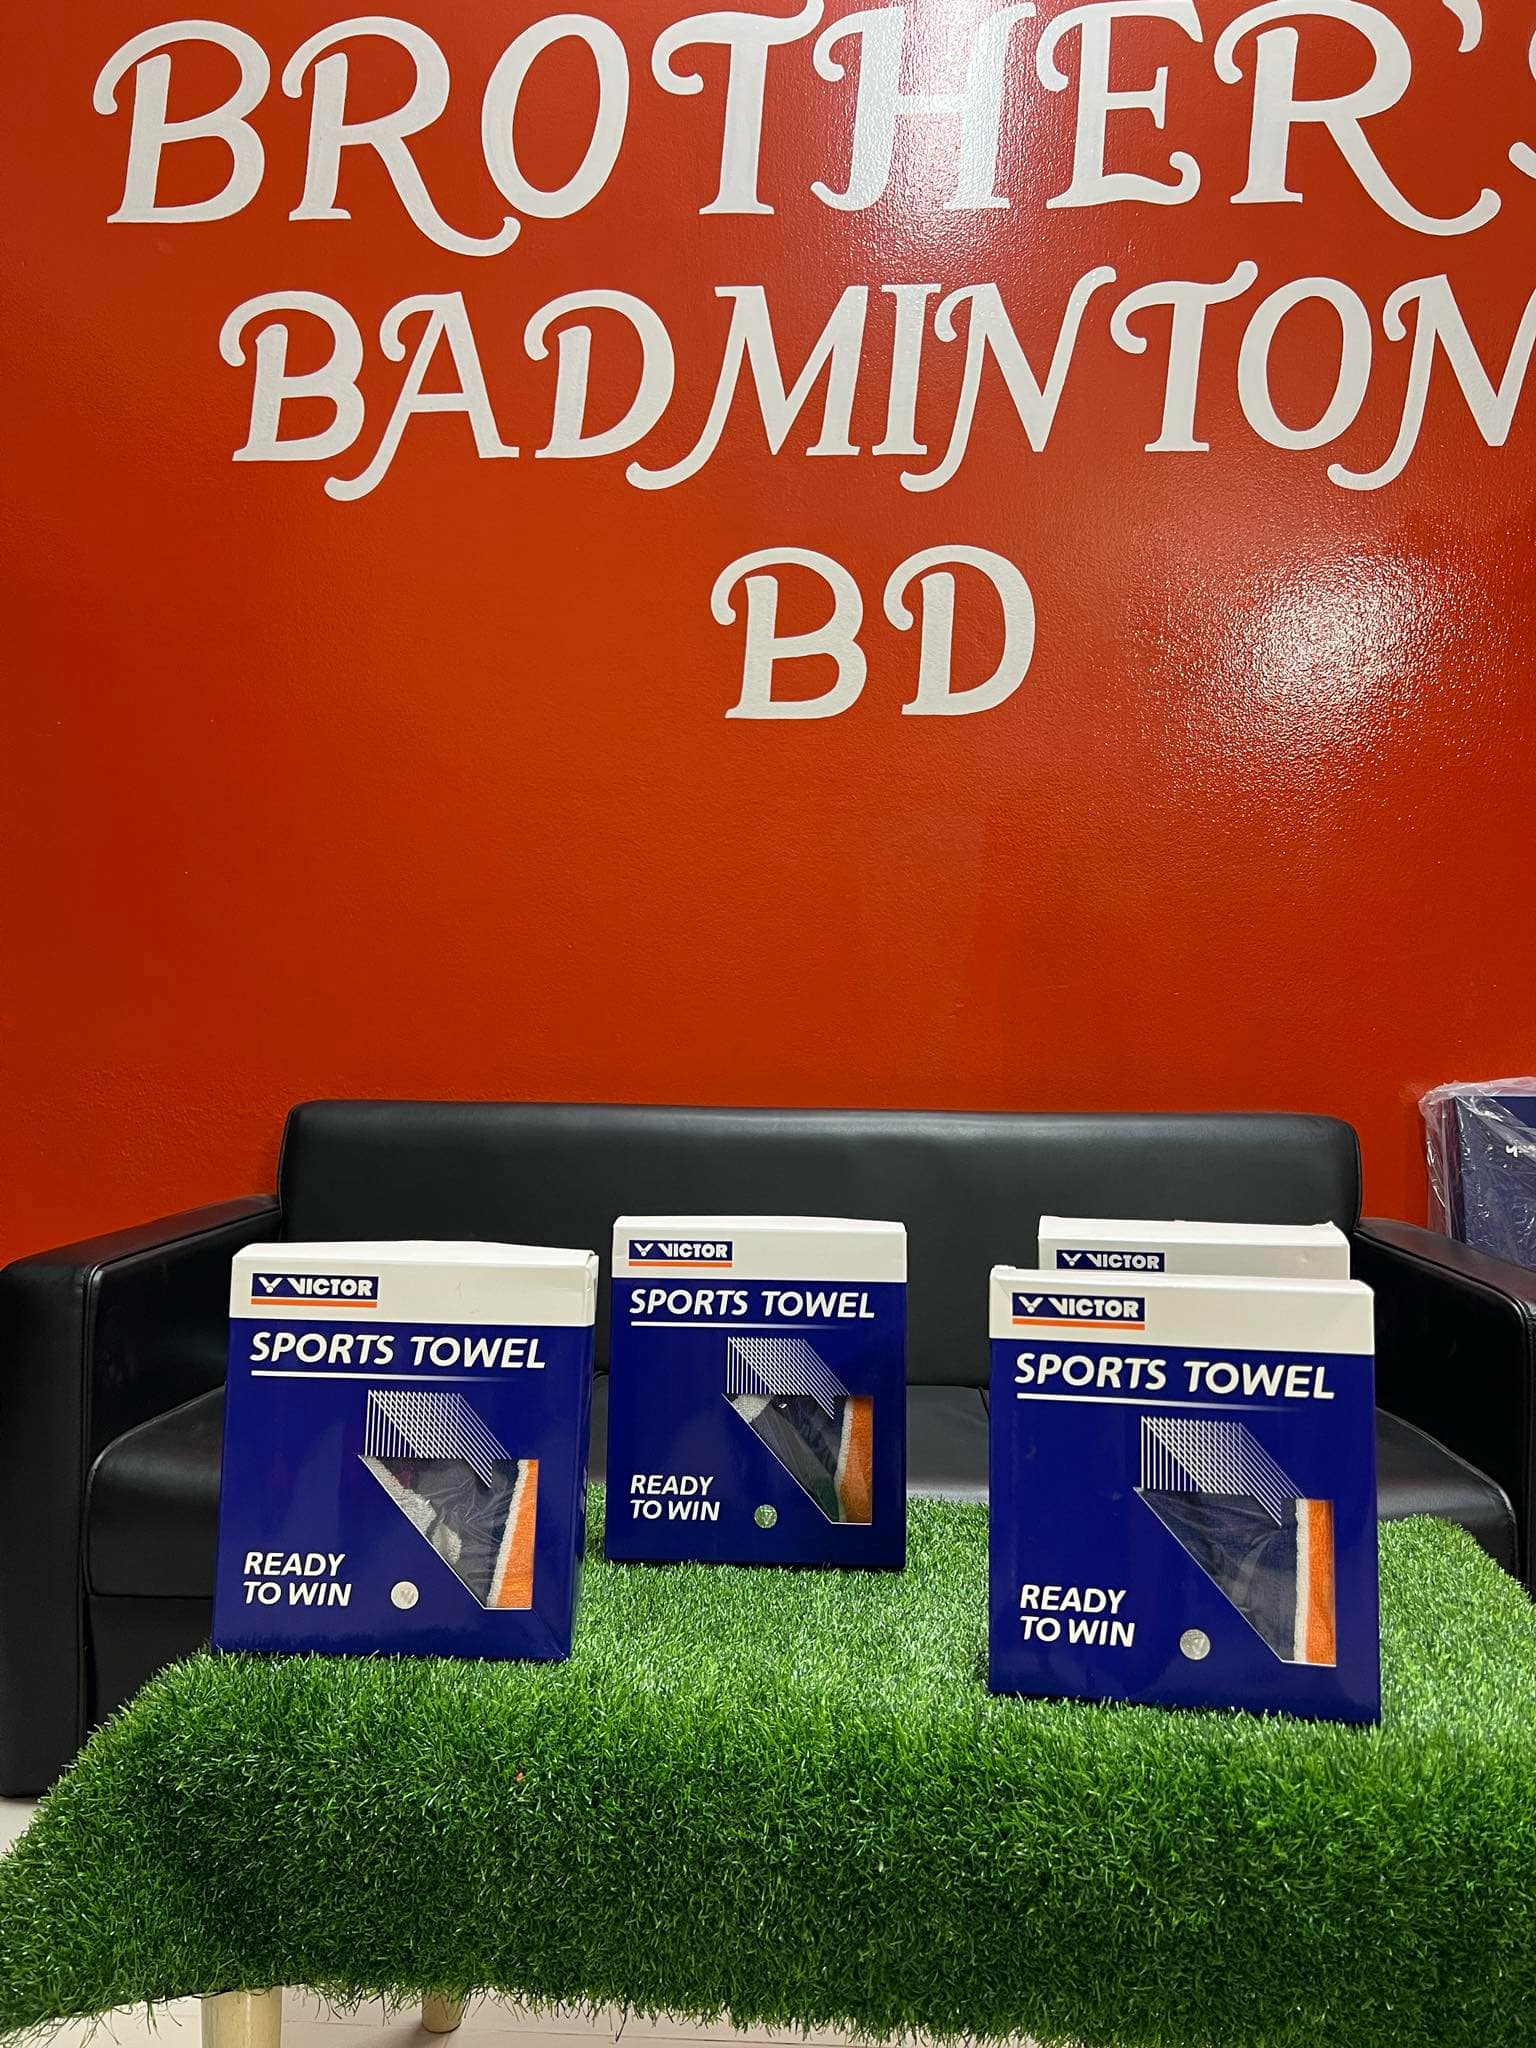 BROTHER'S
BADMINTON
BD
VICTOR
SPORTS TOWEL
READY
TO WIN
VICTOR
SPORTS TOWEL
READY
TO WIN
VICTOR
VICTOR
SPORTS TOWEL
READY
TO WIN